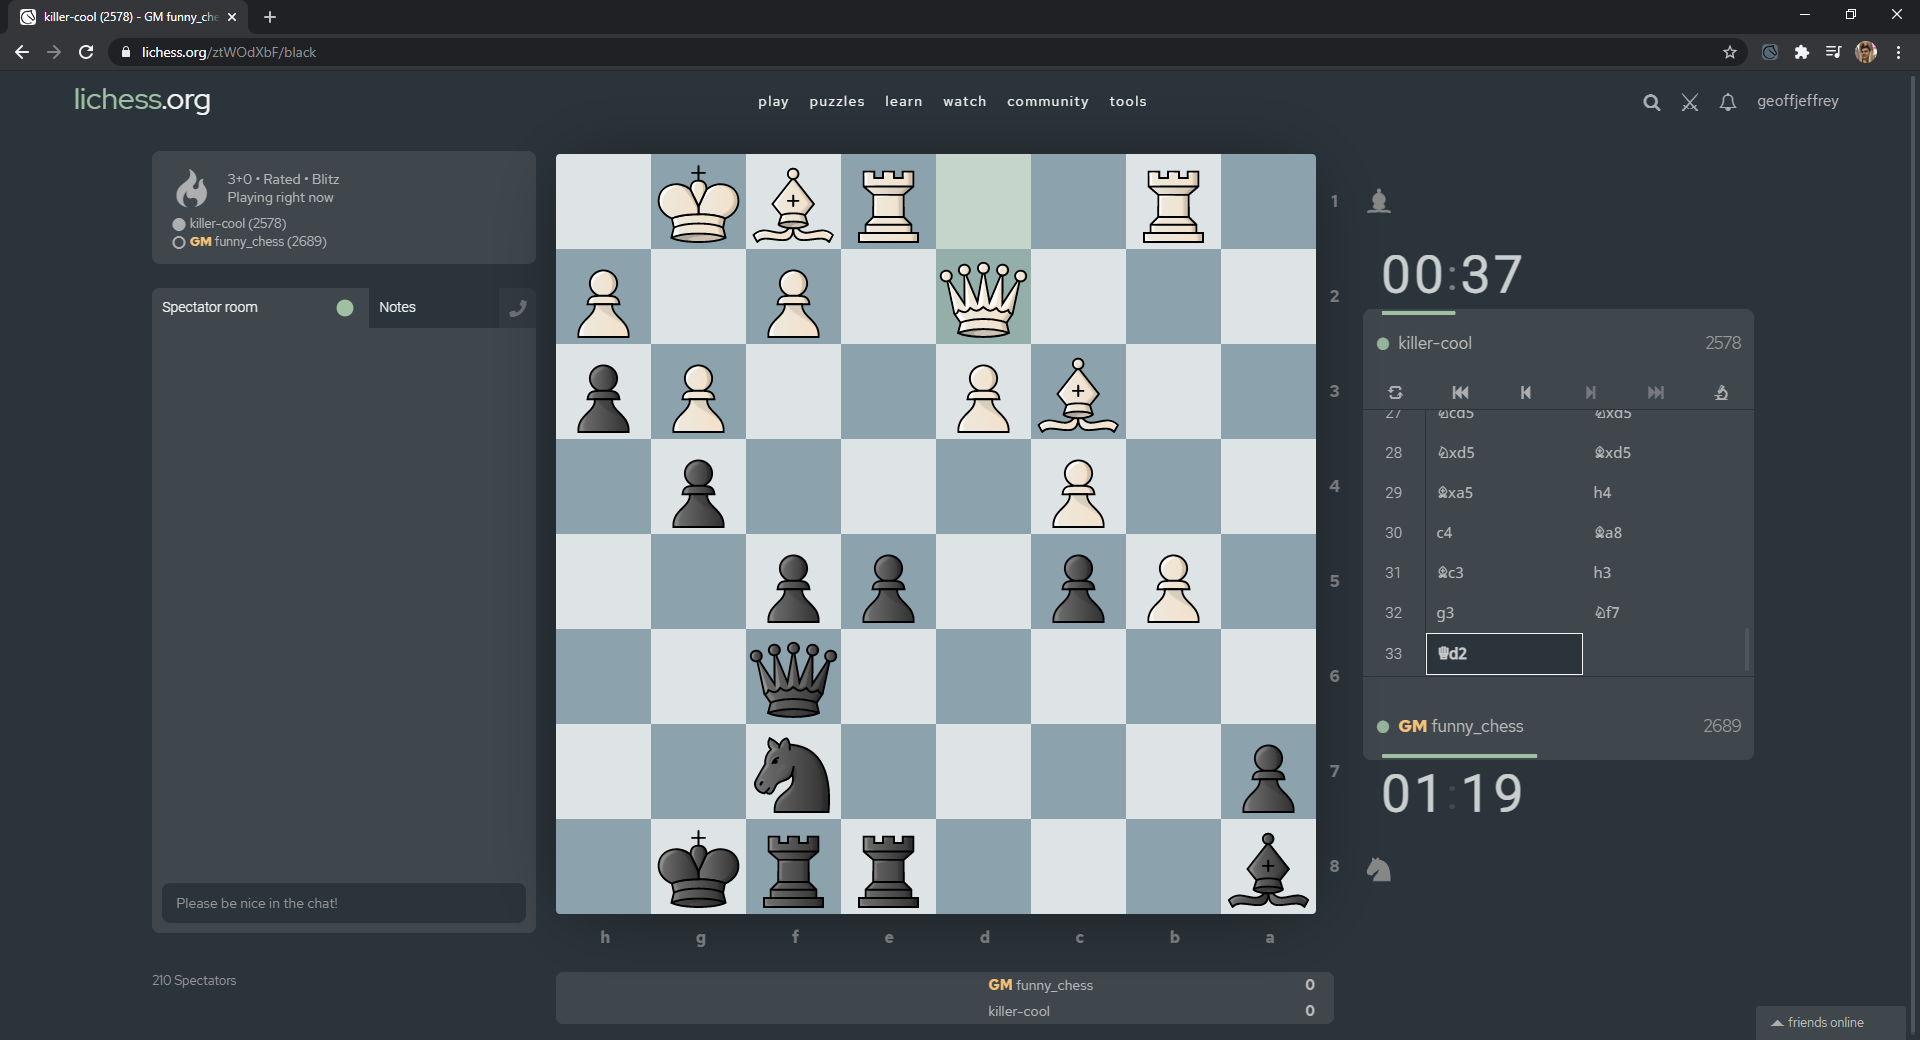 killer-cool (2578) - GM funny_che
lichess.org/ztWOdXbF/black
lichess.org
play puzzles learn watch community tools
geoffjeffrey
3+0 • Rated • Blitz
Playing right now
killer-cool (2578)
GM funny_chess (2689)
Spectator room
Notes
Please be nice in the chat!
210 Spectators
1
2
3
4
5
6
7
8
h g f e d c b a
00:37
killer-cool 2578
27 ♘cd5 ♘xd5
28 ♘xd5 ♗xd5
29 ♗xa5 h4
30 c4 ♗a8
31 ♗c3 h3
32 g3 ♘f7
33 ♕d2
GM funny_chess 2689
01:19
GM funny_chess 0
killer-cool 0
friends online